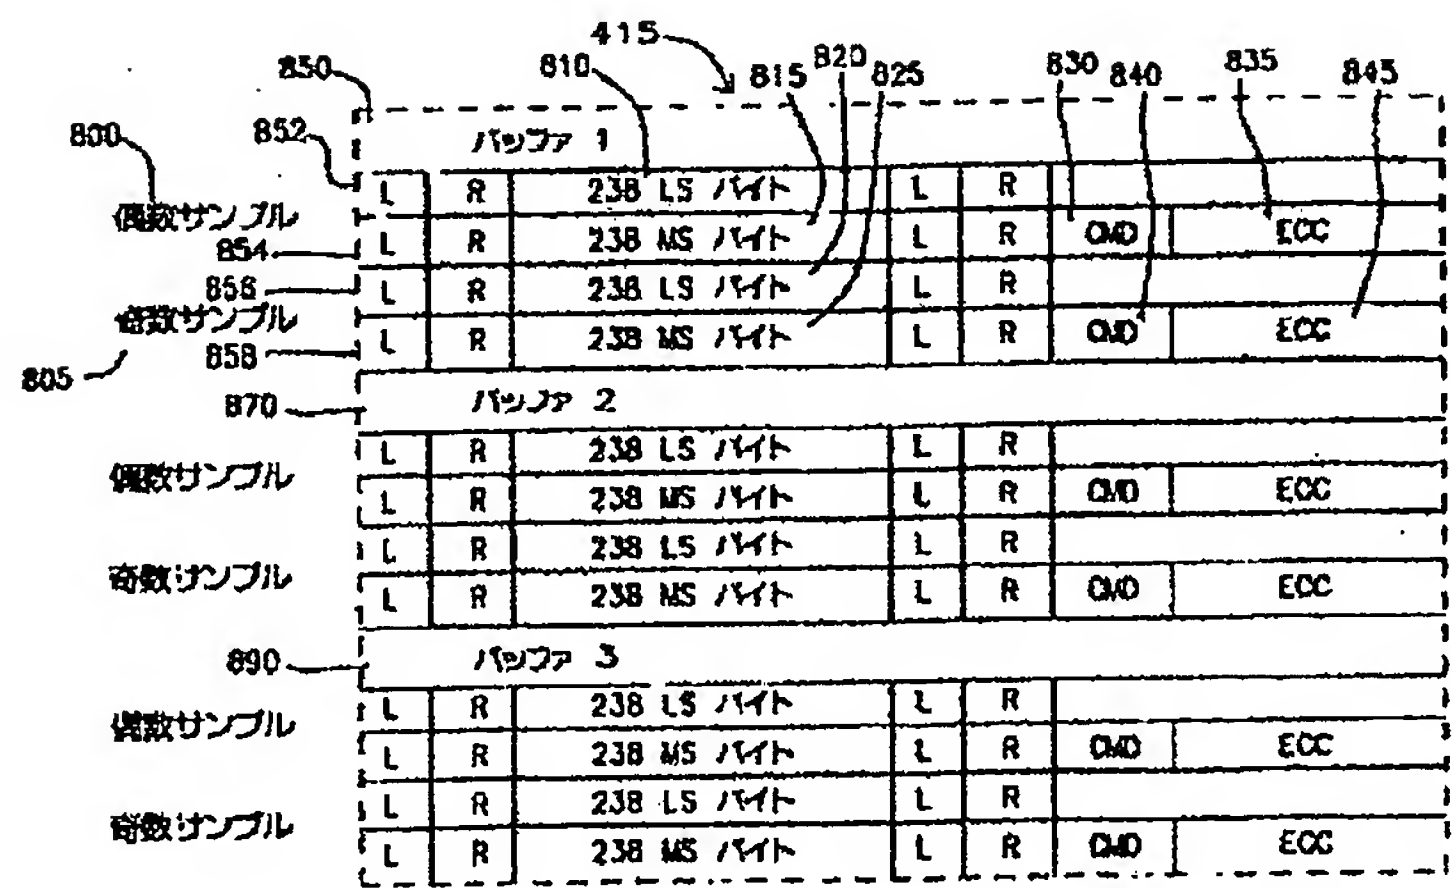 415
850 810 815 820 825 830 840 835 845
800 852 バッファ 1
L R 238 LS バイト L R
偶数サンプル
854 L R 238 MS バイト L R CMD ECC
856 L R 238 LS バイト L R
奇数サンプル
858 L R 238 MS バイト L R CMD ECC
805
870 バッファ 2
L R 238 LS バイト L R
偶数サンプル
L R 238 MS バイト L R CMD ECC
L R 238 LS バイト L R
奇数サンプル
L R 238 MS バイト L R CMD ECC
890 バッファ 3
L R 238 LS バイト L R
偶数サンプル
L R 238 MS バイト L R CMD ECC
L R 238 LS バイト L R
奇数サンプル
L R 238 MS バイト L R CMD ECC